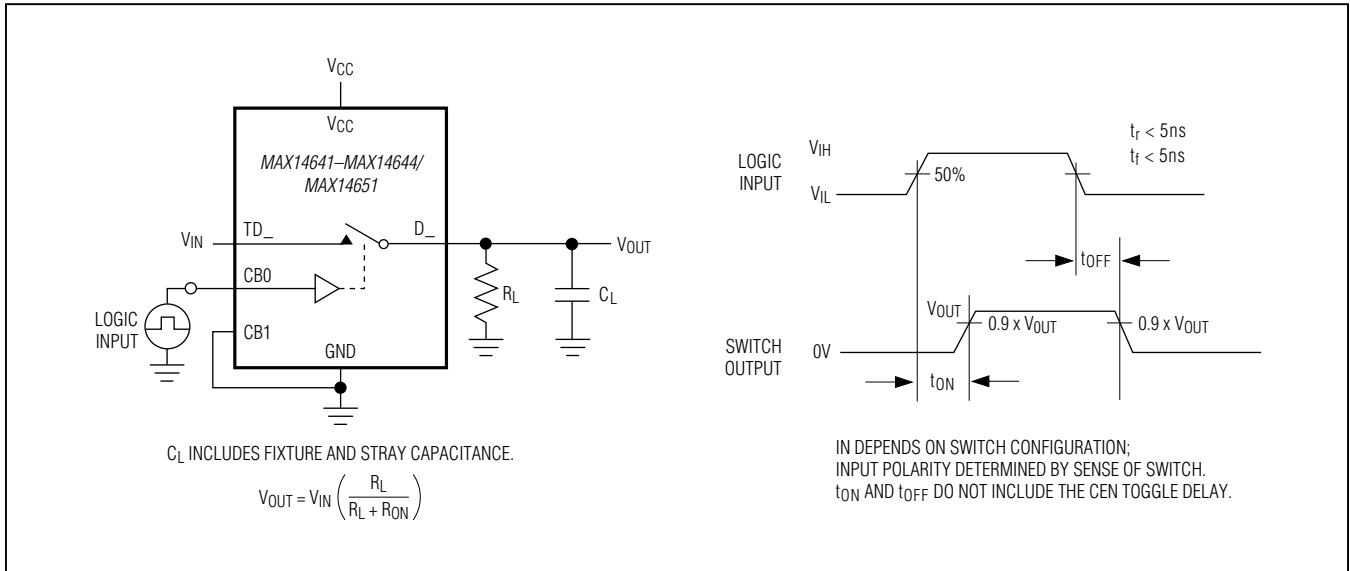 VCC
VCC
MAX14641–MAX14644/
MAX14651
VIN
TD_
D_
VOUT
CB0
RL
CL
LOGIC
INPUT
CB1
GND
CL INCLUDES FIXTURE AND STRAY CAPACITANCE.
VOUT = VIN ( RL / RL + RON )
LOGIC
INPUT
VIH
VIL
50%
tr < 5ns
tf < 5ns
tOFF
VOUT
0.9 x VOUT
0.9 x VOUT
SWITCH
OUTPUT
0V
tON
IN DEPENDS ON SWITCH CONFIGURATION;
INPUT POLARITY DETERMINED BY SENSE OF SWITCH.
tON AND tOFF DO NOT INCLUDE THE CEN TOGGLE DELAY.